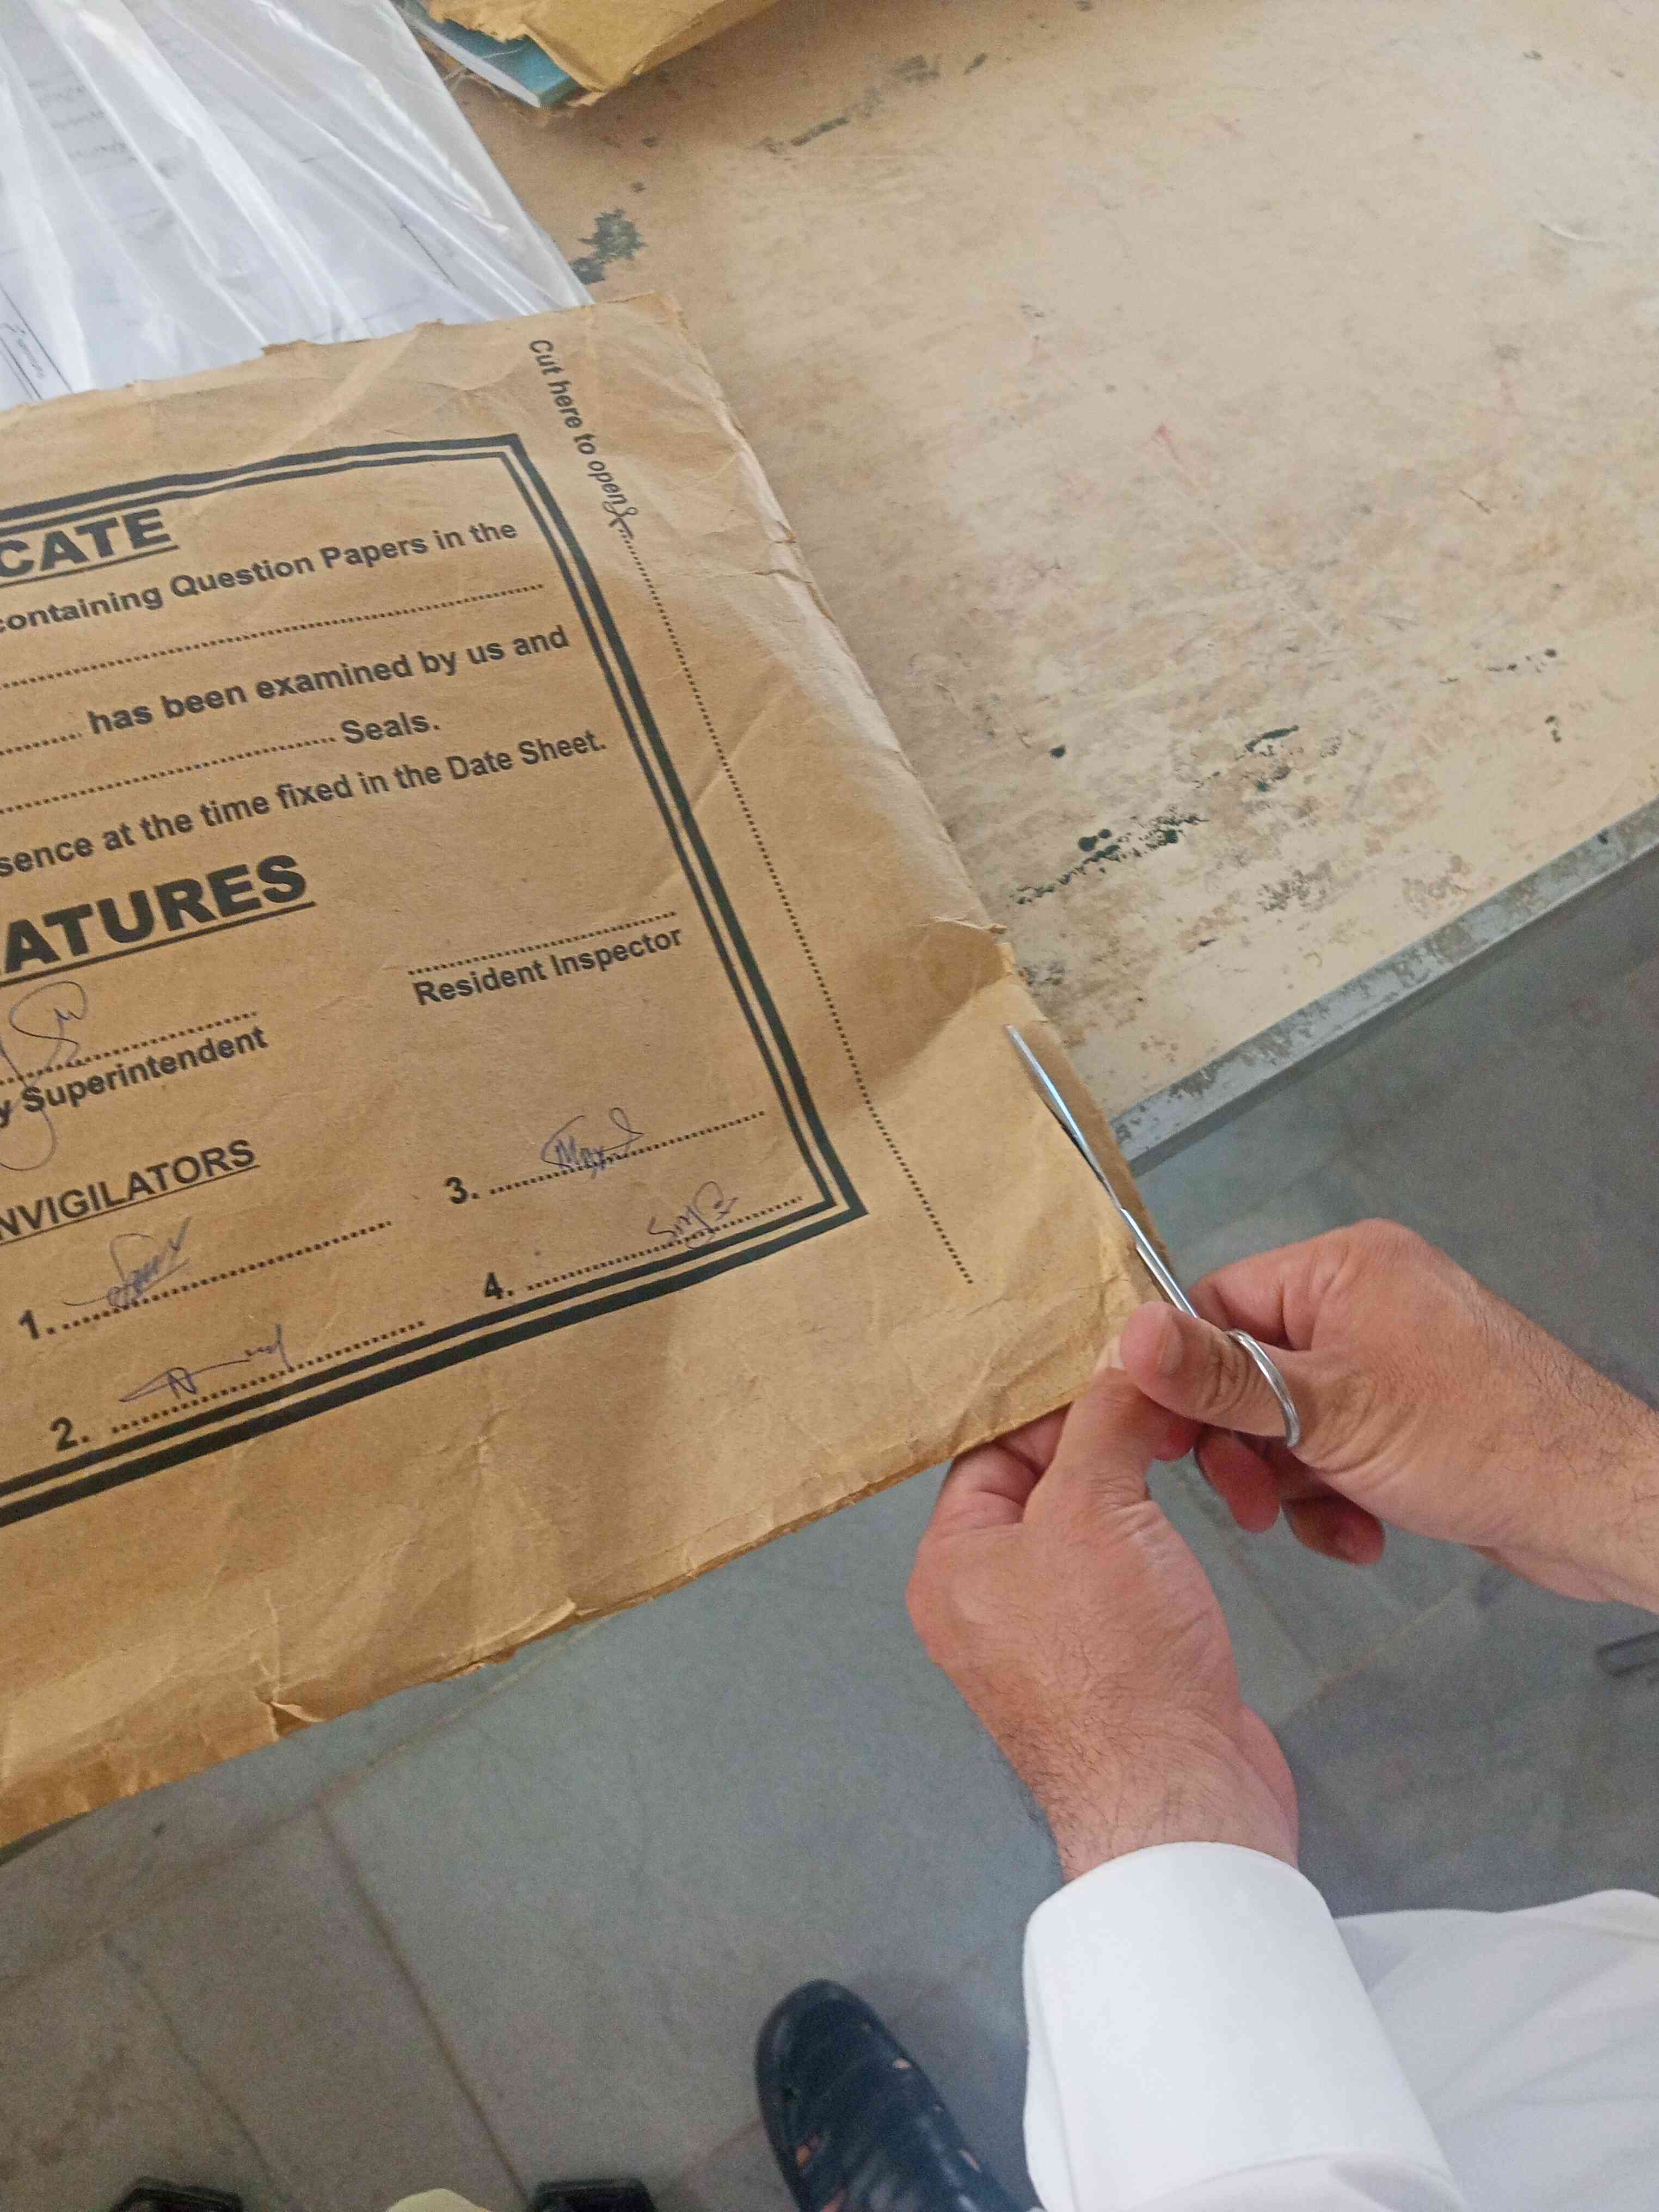 Cut here to open
CATE
containing Question Papers in the
has been examined by us and
Seals.
sence at the time fixed in the Date Sheet.
ATURES
Resident Inspector
y Superintendent
NVIGILATORS
1.
2.
3.
4.